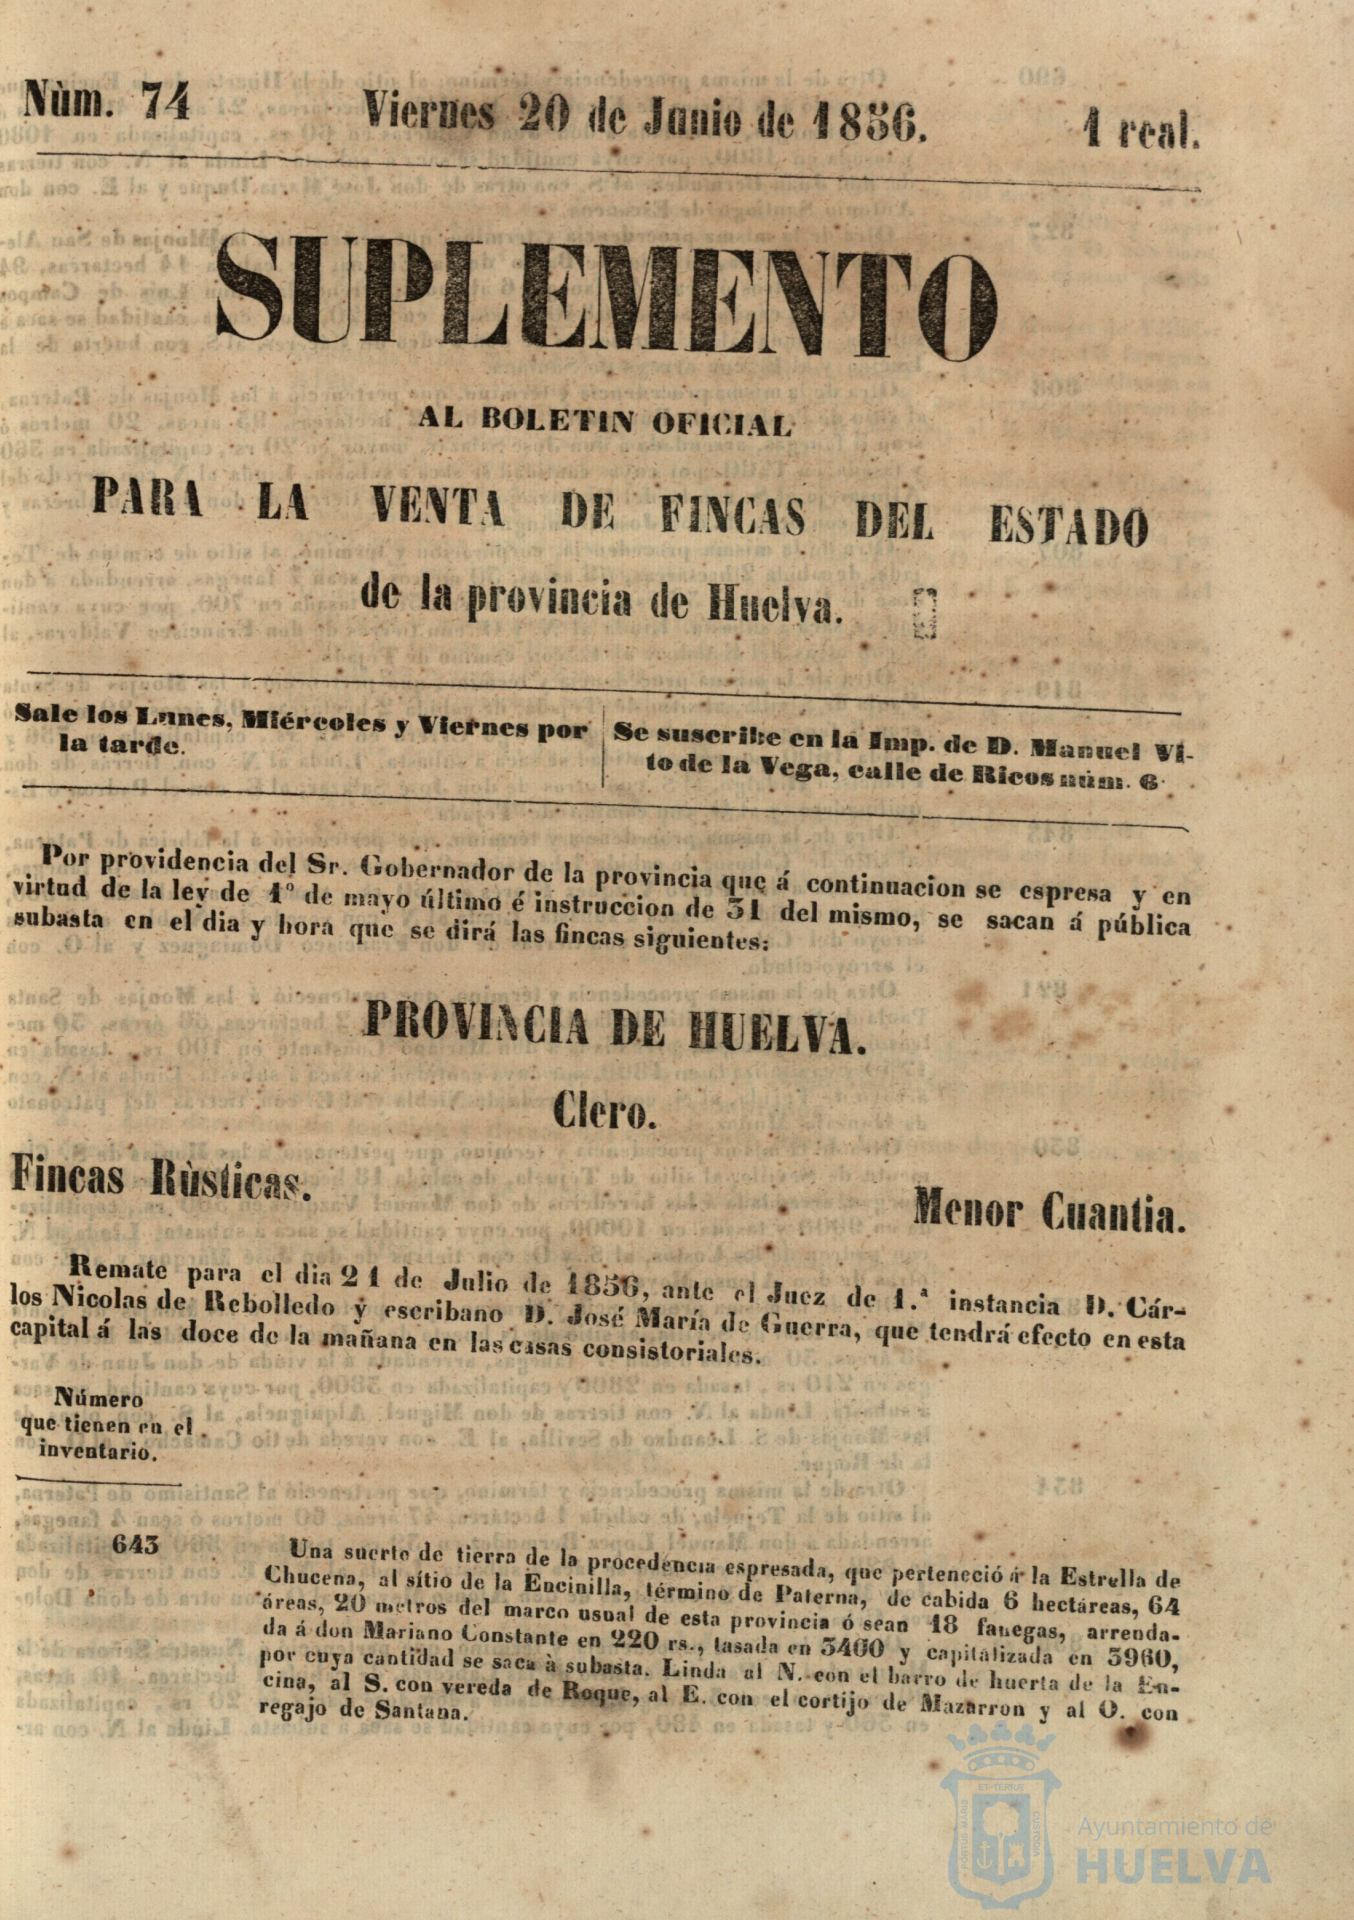 Nùm. 74 Viernes 20 de Junio de 1856. 1 real.
SUPLEMENTO
AL BOLETIN OFICIAL
PARA LA VENTA DE FINCAS DEL ESTADO
de la provincia de Huelva.
Sale los Lunes, Miércoles y Viernes por
la tarde.
Se suscribe en la Imp. de D. Manuel Vi-
to de la Vega, calle de Ricos núm. 6
Por providencia del Sr. Gobernador de la provincia que á continuacion se espresa y en
virtud de la ley de 1º de mayo último é instruccion de 31 del mismo, se sacan á pública
subasta en el dia y hora que se dirá las fincas siguientes:
PROVINCIA DE HUELVA.
Clero.
Fincas Rùsticas.
Menor Cuantia.
Remate para el dia 21 de Julio de 1856, ante el Juez de 1.ª instancia D. Cár-
los Nicolas de Rebolledo y escribano D. José María de Guerra, que tendrá efecto en esta
capital á las doce de la mañana en las casas consistoriales.
Número
que tienen en el
inventario.
643 Una suerte de tierra de la procedencia espresada, que perteneció á la Estrella de
Chucena, al sítio de la Encinilla, término de Paterna, de cabida 6 hectáreas, 64
áreas, 20 metros del marco usual de esta provincia ó sean 18 fanegas, arrenda-
da á don Mariano Constante en 220 rs., tasada en 3400 y capitalizada en 3960,
por cuya cantidad se saca à subasta. Linda al N. con el barro de huerta de la En-
cina, al S. con vereda de Roque, al E. con el cortijo de Mazarron y al O. con
regajo de Santana.
Ayuntamiento de
HUELVA